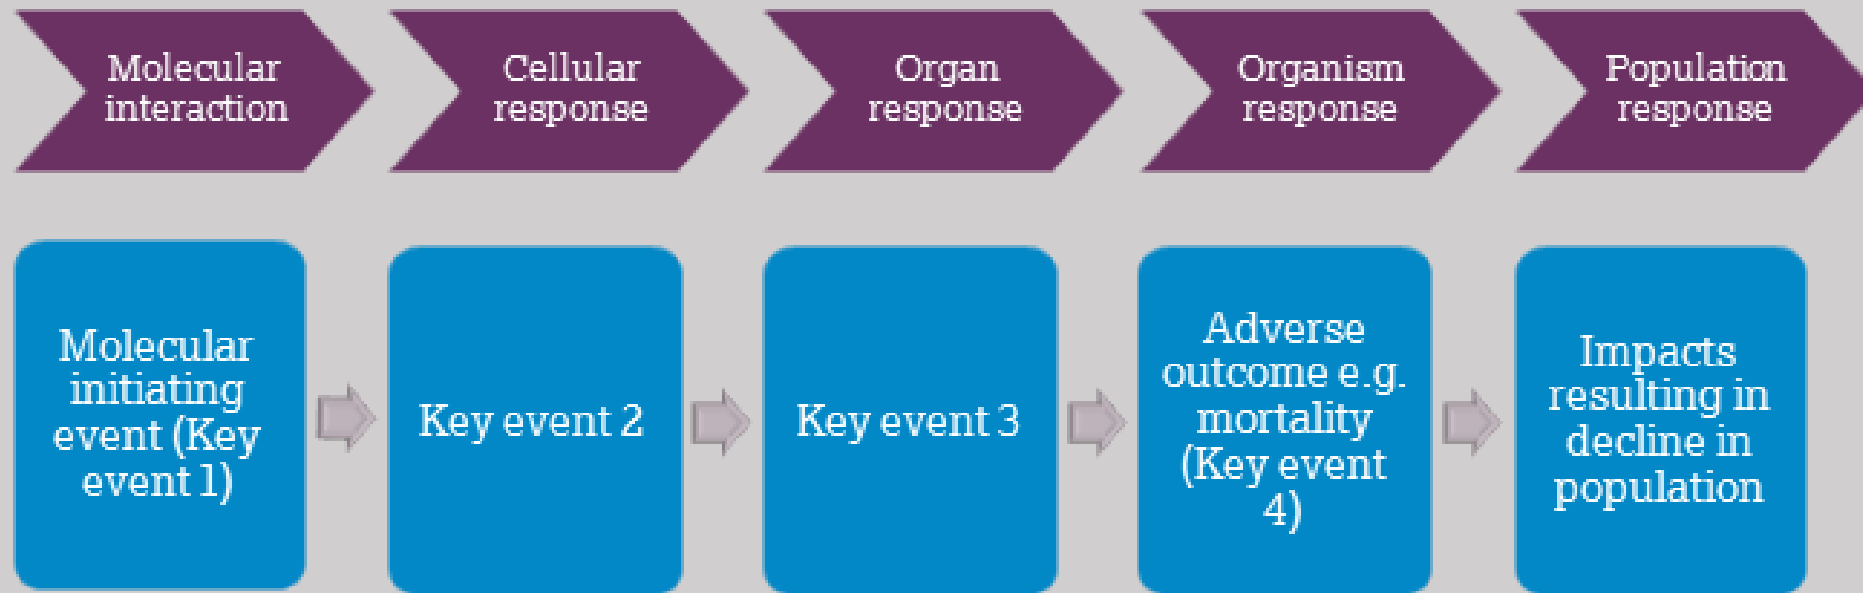 Molecular
interaction
Cellular
response
Organ
response
Organism
response
Population
response
Molecular
initiating
event (Key
event 1)
Key event 2
Key event 3
Adverse
outcome e.g.
mortality
(Key event
4)
Impacts
resulting in
decline in
population